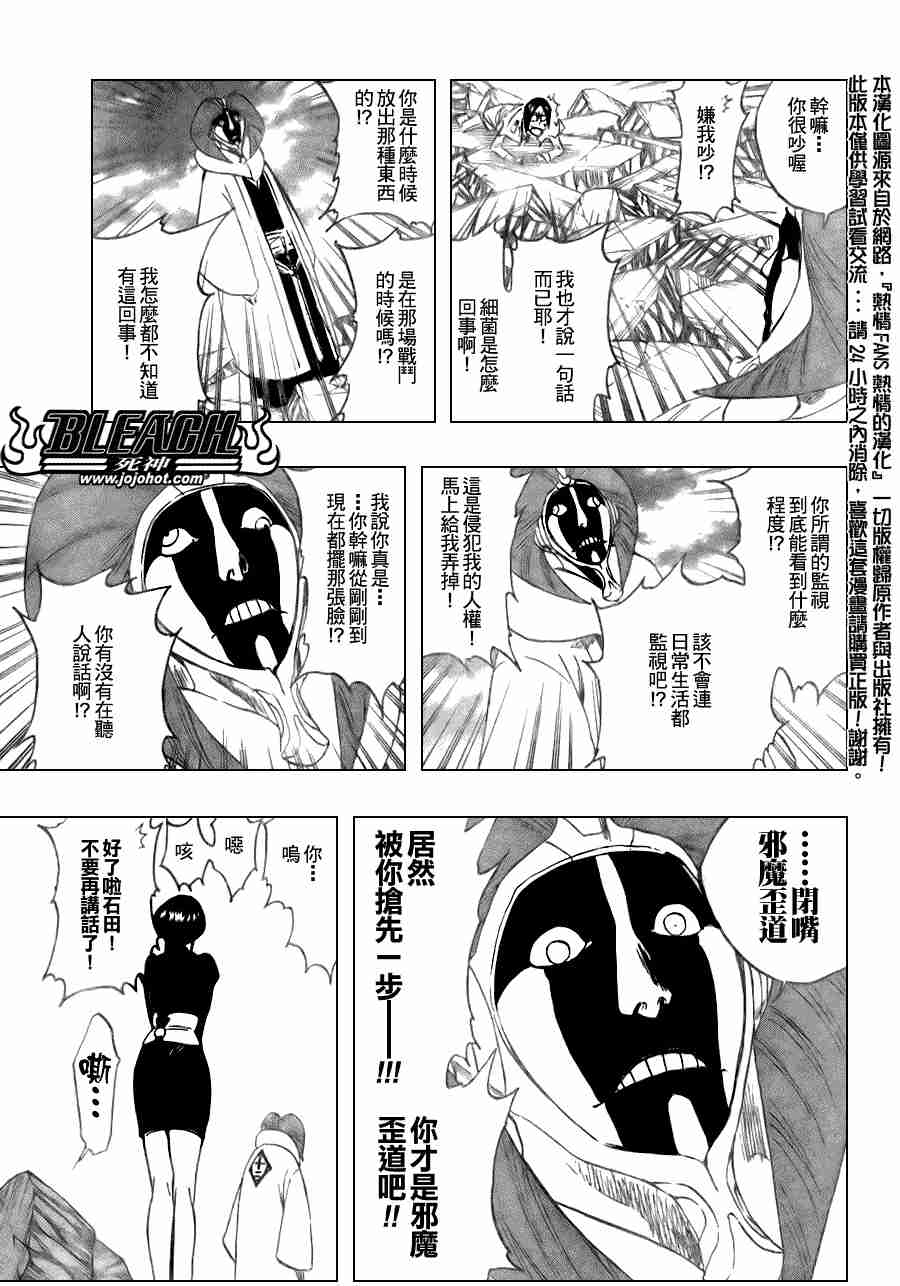 幹嘛…
你很吵喔
嫌我吵!?
我也才說一句話
而已耶！
細菌是怎麼
回事啊！
你是什麼時候
放出那種東西
的!?
是在那場戰鬥
的時候嗎!?
我怎麼都不知道
有這回事！
本漢化圖源來自於網路，『熱情FANS熱情的漢化』一切版權歸原作者與出版社擁有！
此版本僅供學習試看交流… 請24小時之內消除，喜歡這套漫畫請購買正版！謝謝。
BLEACH
死神
www.jojohot.com
你所謂的監視
到底能看到什麼
程度!?
該不會連
日常生活都
監視吧!?
這是侵犯我的人權！
馬上給我弄掉！
我說你真是…
…你幹嘛從剛剛到
現在都擺那張臉!?
你有沒有在聽
人說話啊!?
……閉嘴
邪魔歪道
居然
被你搶先一步——!!!
你才是邪魔
歪道吧!!
你…
嗚
噁
咳
好了啦石田！
不要再講話了！
嘶…
十二